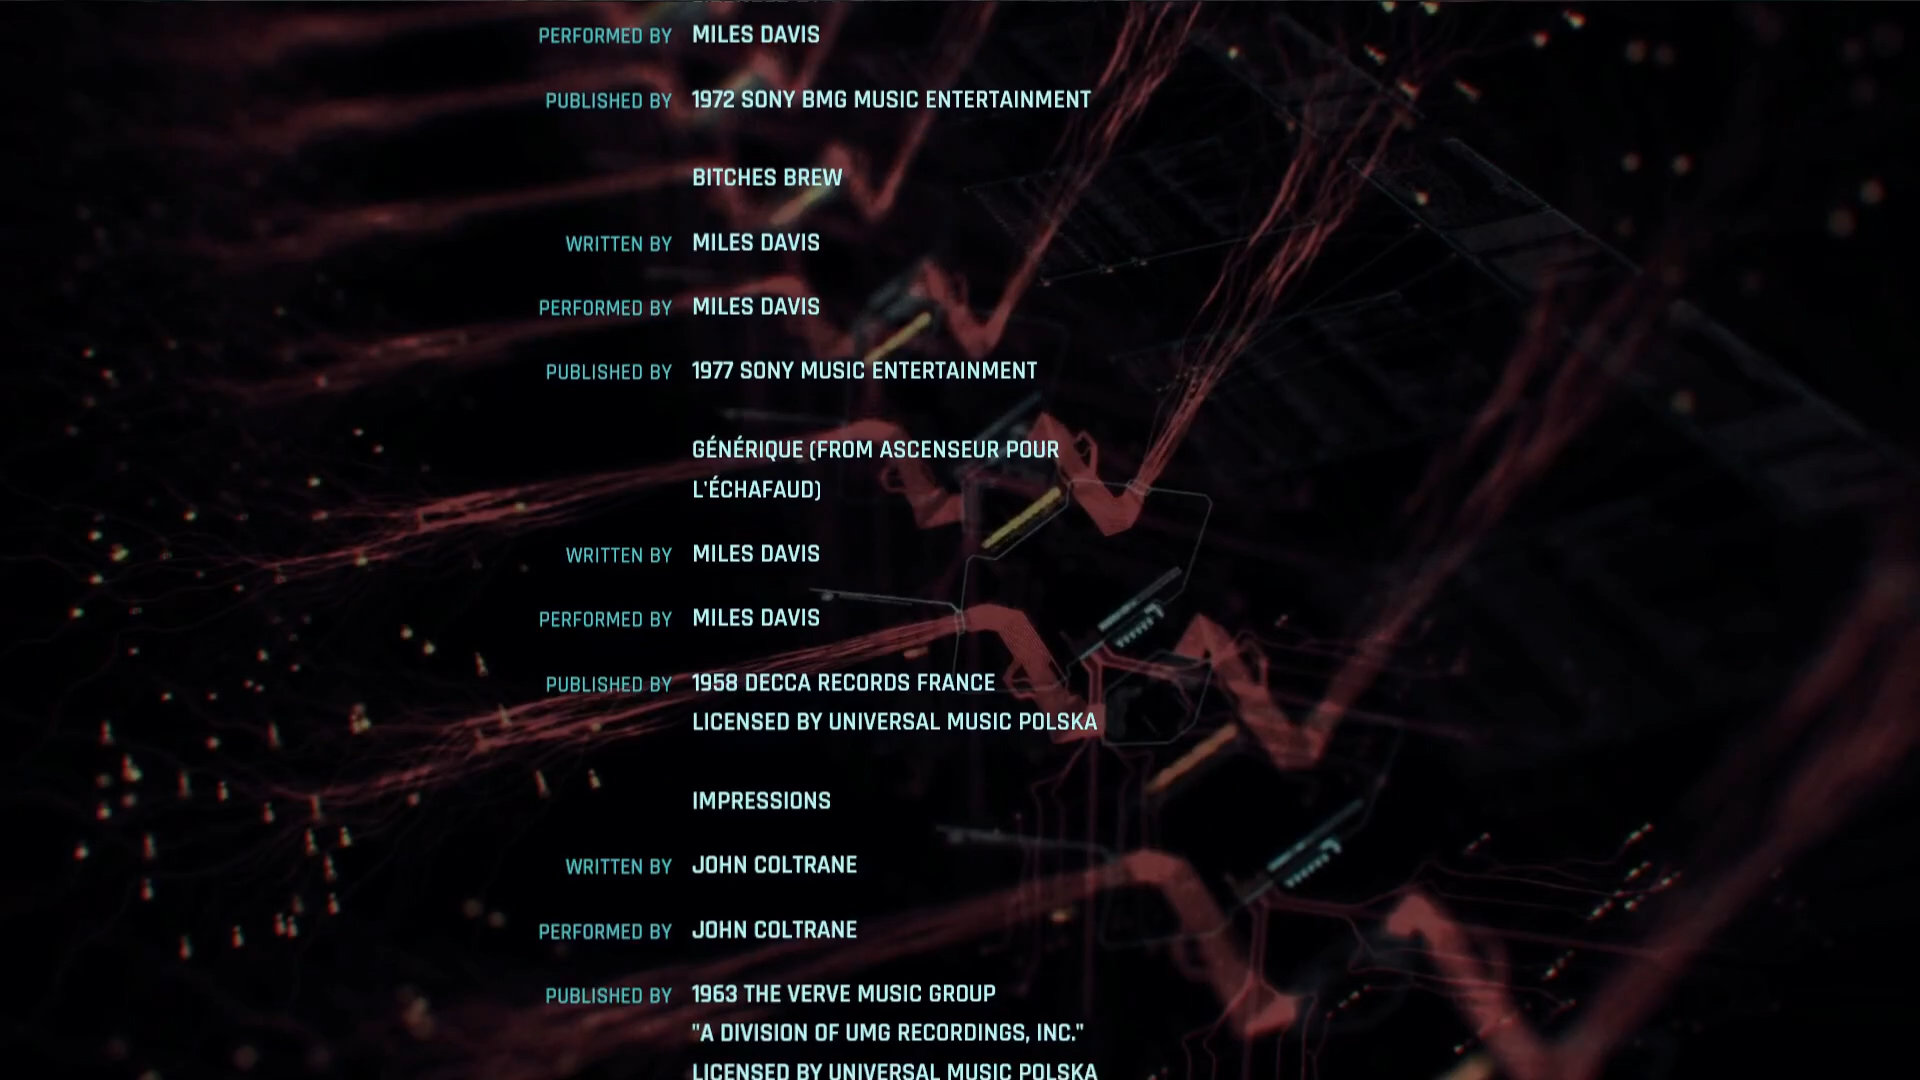 PERFORMED BY MILES DAVIS
PUBLISHED BY 1972 SONY BMG MUSIC ENTERTAINMENT
BITCHES BREW
WRITTEN BY MILES DAVIS
PERFORMED BY MILES DAVIS
PUBLISHED BY 1977 SONY MUSIC ENTERTAINMENT
GÉNÉRIQUE (FROM ASCENSEUR POUR
L'ÉCHAFAUD)
WRITTEN BY MILES DAVIS
PERFORMED BY MILES DAVIS
PUBLISHED BY 1958 DECCA RECORDS FRANCE
LICENSED BY UNIVERSAL MUSIC POLSKA
IMPRESSIONS
WRITTEN BY JOHN COLTRANE
PERFORMED BY JOHN COLTRANE
PUBLISHED BY 1963 THE VERVE MUSIC GROUP
"A DIVISION OF UMG RECORDINGS, INC."
LICENSED BY UNIVERSAL MUSIC POLSKA